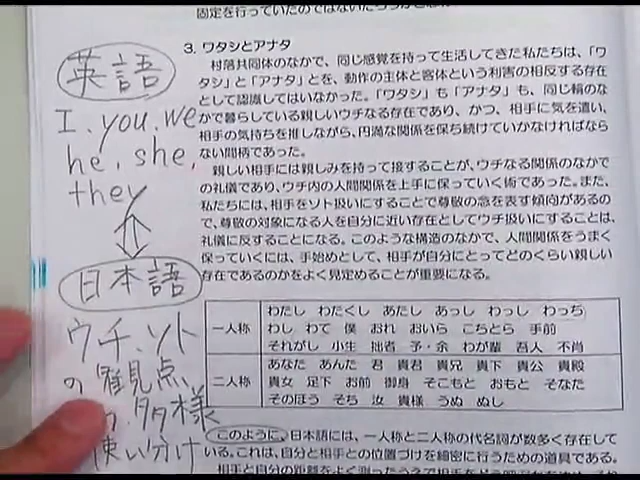 固定を行っていたのではないだろうか
3. ワタシとアナタ
村落共同体のなかで、同じ感覚を持って生活してきた私たちは、「ワ
タシ」と「アナタ」とを、動作の主体と客体という利害の相反する存在
として認識してはいなかった。「ワタシ」も「アナタ」も、同じ輪のな
かで暮らしている親しいウチなる存在であり、かつ、相手に気を遣い、
相手の気持ちを推しながら、円満な関係を保ち続けていかなければなら
ない間柄であった。
親しい相手には親しみを持って接することが、ウチなる関係のなかで
の礼儀であり、ウチ内の人間関係を上手に保っていく術であった。また、
私たちには、相手をソト扱いにすることで尊敬の念を表す傾向があるの
で、尊敬の対象になる人を自分に近い存在としてウチ扱いにすることは、
礼儀に反することになる。このような構造のなかで、人間関係をうまく
保っていくには、手始めとして、相手が自分にとってどのくらい親しい
存在であるのかをよく見定めることが重要になる。
一人称 わたし わたくし あたし あっし わっし わっち
わし わて 僕 おれ おいら こちとら 手前
それがし 小生 拙者 予・余 わが輩 吾人 不肖
二人称 あなた あんた 君 貴君 貴兄 貴下 貴公 貴殿
貴女 足下 お前 御身 そこもと おもと そなた
そのほう そち 汝 貴様 うぬ ぬし
このように、日本語には、一人称と二人称の代名詞が数多く存在して
いる。これは、自分と相手との位置づけを綿密に行うための道具である。
相手と自分の距離をよく測ったうえで相手を
英語
I, you, we
he, she,
they
日本語
ウチ、ソト
の 観点
多様
使い分け